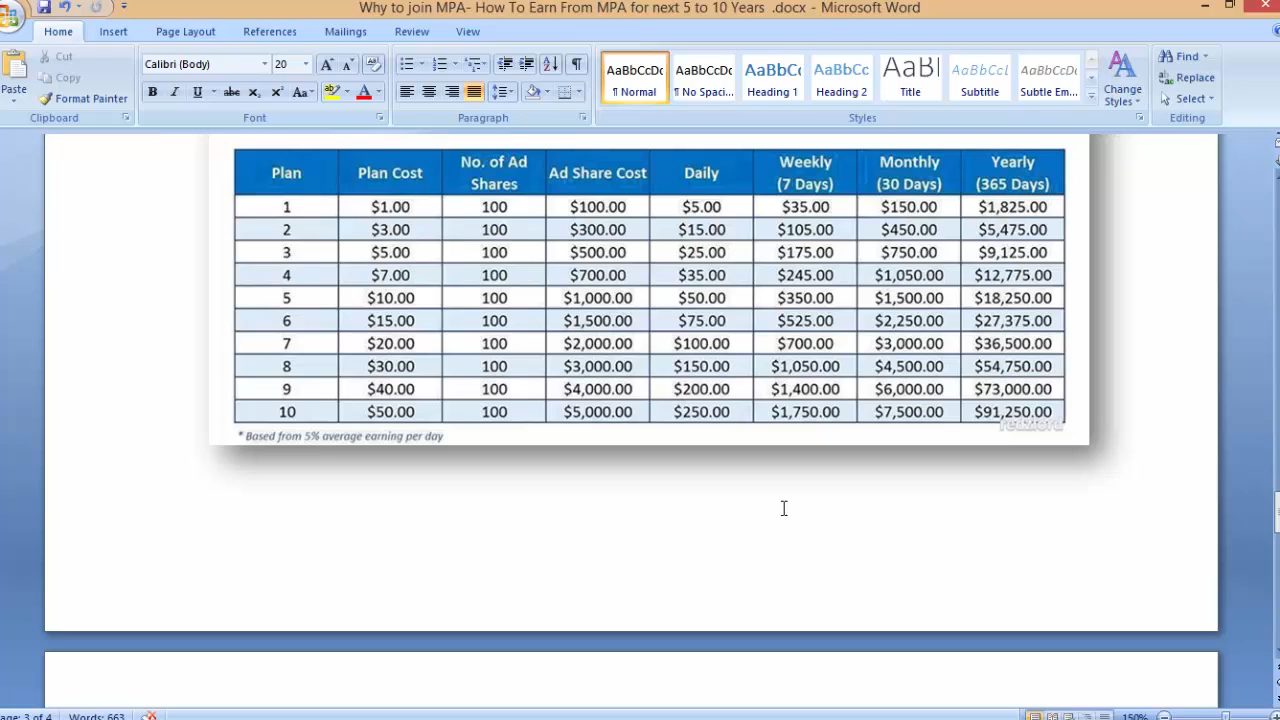 Why to join MPA- How To Earn From MPA for next 5 to 10 Years .docx - Microsoft Word
Home Insert Page Layout References Mailings Review View
Paste Cut Copy Format Painter
Calibri (Body) 20
AaBbCcDc ¶ Normal AaBbCcDc ¶ No Spaci... AaBbCc Heading 1 AaBbCc Heading 2 AaBl Title AaBbCcL Subtitle AaBbCcDc Subtle Em...
Change Styles
Find Replace Select
Clipboard Font Paragraph Styles Editing
Plan Plan Cost No. of Ad Shares Ad Share Cost Daily Weekly (7 Days) Monthly (30 Days) Yearly (365 Days)
1 $1.00 100 $100.00 $5.00 $35.00 $150.00 $1,825.00
2 $3.00 100 $300.00 $15.00 $105.00 $450.00 $5,475.00
3 $5.00 100 $500.00 $25.00 $175.00 $750.00 $9,125.00
4 $7.00 100 $700.00 $35.00 $245.00 $1,050.00 $12,775.00
5 $10.00 100 $1,000.00 $50.00 $350.00 $1,500.00 $18,250.00
6 $15.00 100 $1,500.00 $75.00 $525.00 $2,250.00 $27,375.00
7 $20.00 100 $2,000.00 $100.00 $700.00 $3,000.00 $36,500.00
8 $30.00 100 $3,000.00 $150.00 $1,050.00 $4,500.00 $54,750.00
9 $40.00 100 $4,000.00 $200.00 $1,400.00 $6,000.00 $73,000.00
10 $50.00 100 $5,000.00 $250.00 $1,750.00 $7,500.00 $91,250.00
* Based from 5% average earning per day
age: 3 of 4 Words: 663 150%